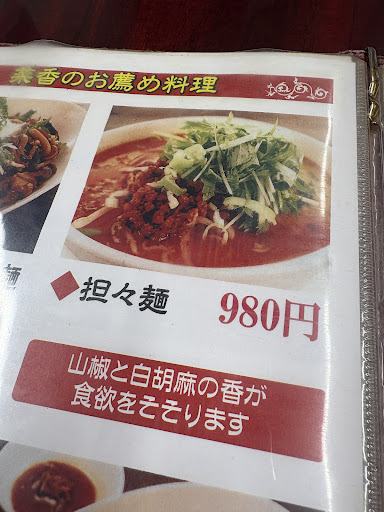 香のお薦め料理
麺
◆担々麺
980円
山椒と白胡麻の香が
食欲をそそります